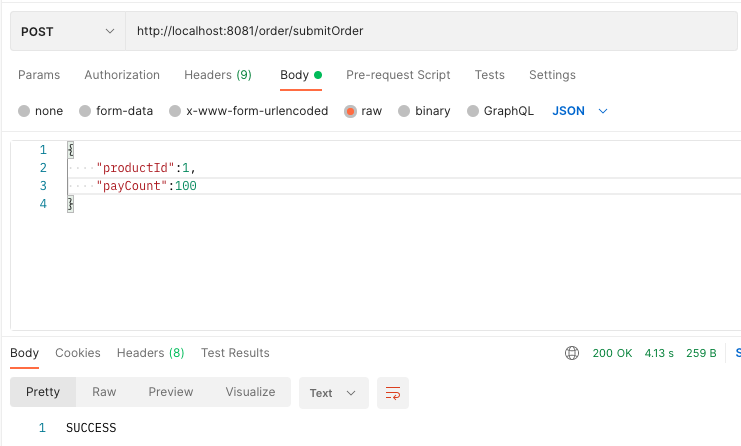 POST http://localhost:8081/order/submitOrder
Params Authorization Headers (9) Body Pre-request Script Tests Settings
none form-data x-www-form-urlencoded raw binary GraphQL JSON
1 {
2 ····"productId":1,
3 ····"payCount":100
4 }
Body Cookies Headers (8) Test Results 200 OK 4.13 s 259 B S
Pretty Raw Preview Visualize Text
1 SUCCESS